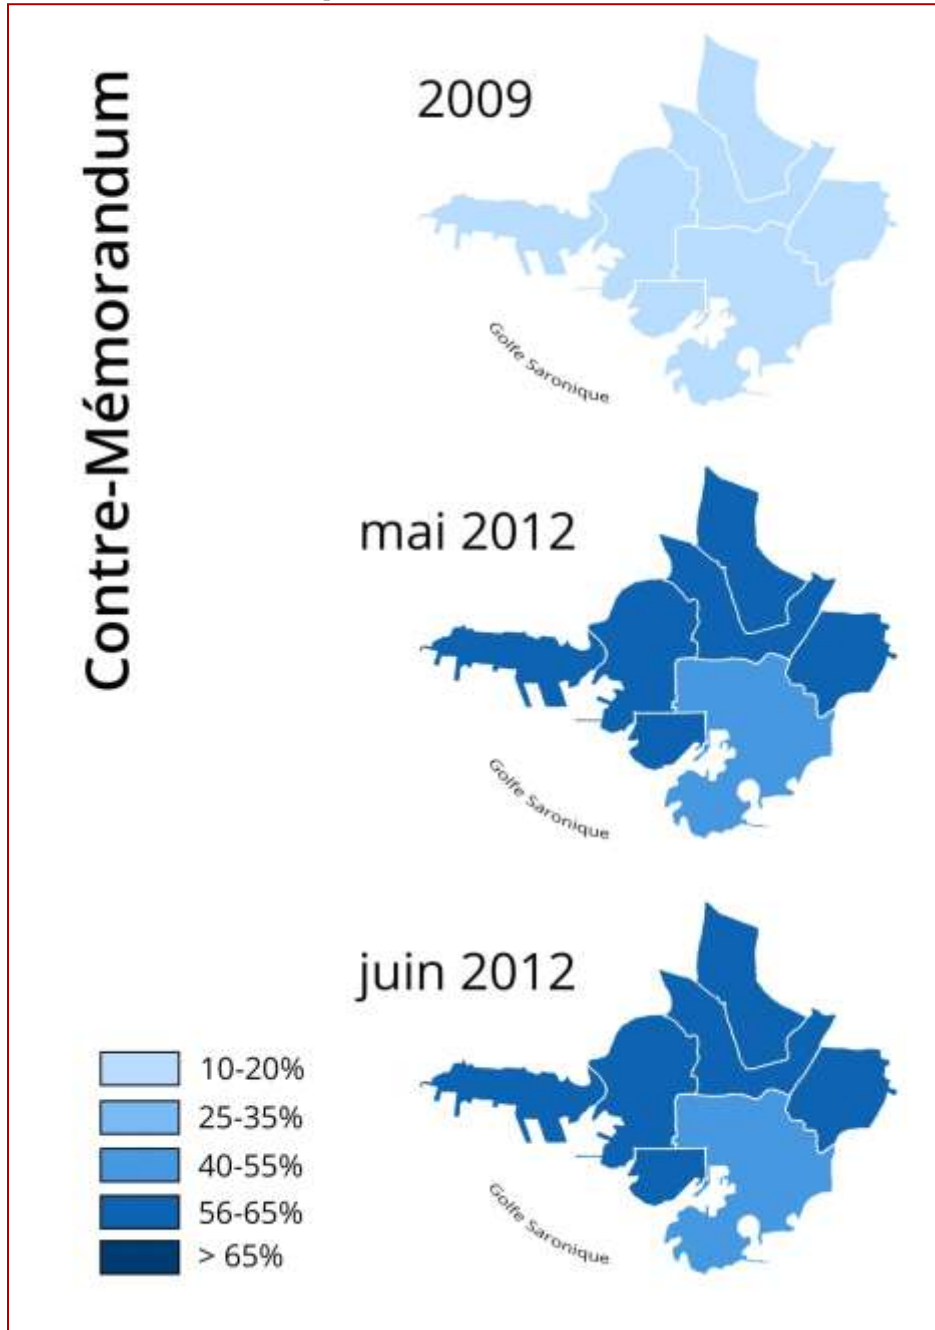 Contre-Mémorandum
2009
Golfe Saronique
mai 2012
Golfe Saronique
juin 2012
Golfe Saronique
10-20%
25-35%
40-55%
56-65%
> 65%